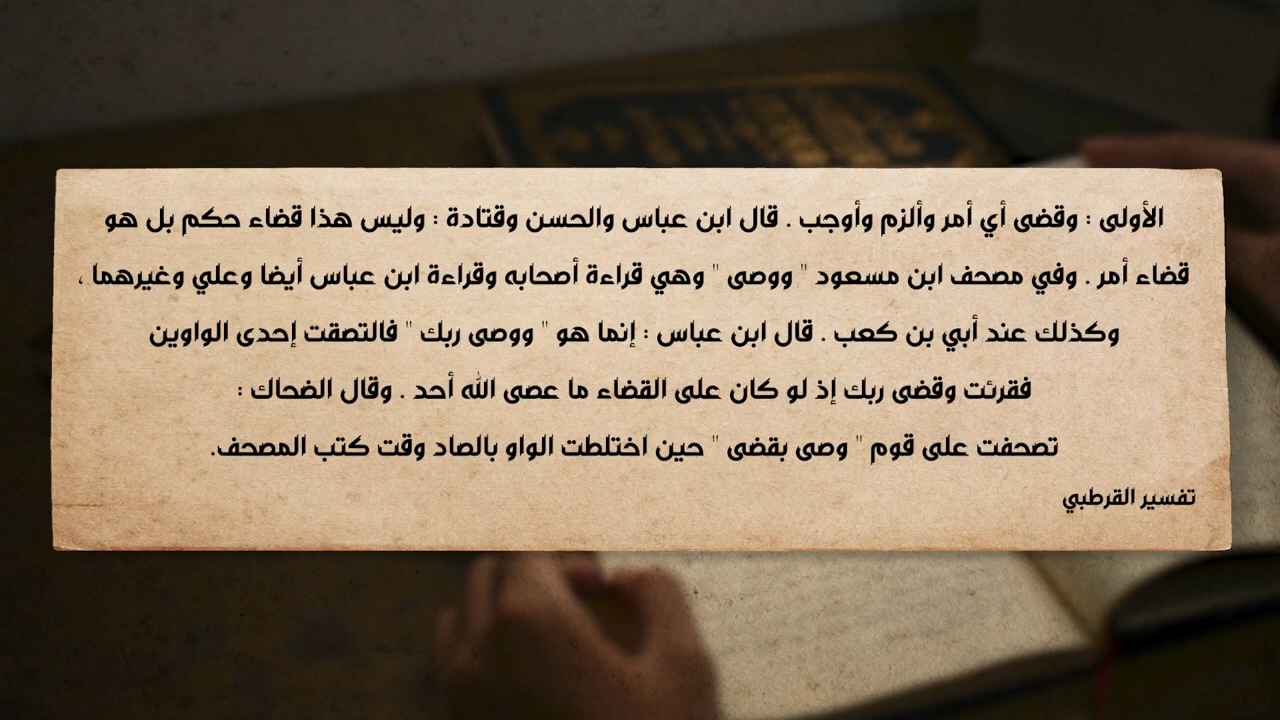 الأولى : وقضى أي أمر وألزم وأوجب . قال ابن عباس والحسن وقتادة : وليس هذا قضاء حكم بل هو
قضاء أمر . وفي مصحف ابن مسعود " ووصى " وهي قراءة أصحابه وقراءة ابن عباس أيضا وعلي وغيرهما ،
وكذلك عند أبي بن كعب . قال ابن عباس : إنما هو " ووصى ربك " فالتصقت إحدى الواوين
فقرئت وقضى ربك إذ لو كان على القضاء ما عصى الله أحد . وقال الضحاك :
تصحفت على قوم " وصى بقضى " حين اختلطت الواو بالصاد وقت كتب المصحف.
تفسير القرطبي